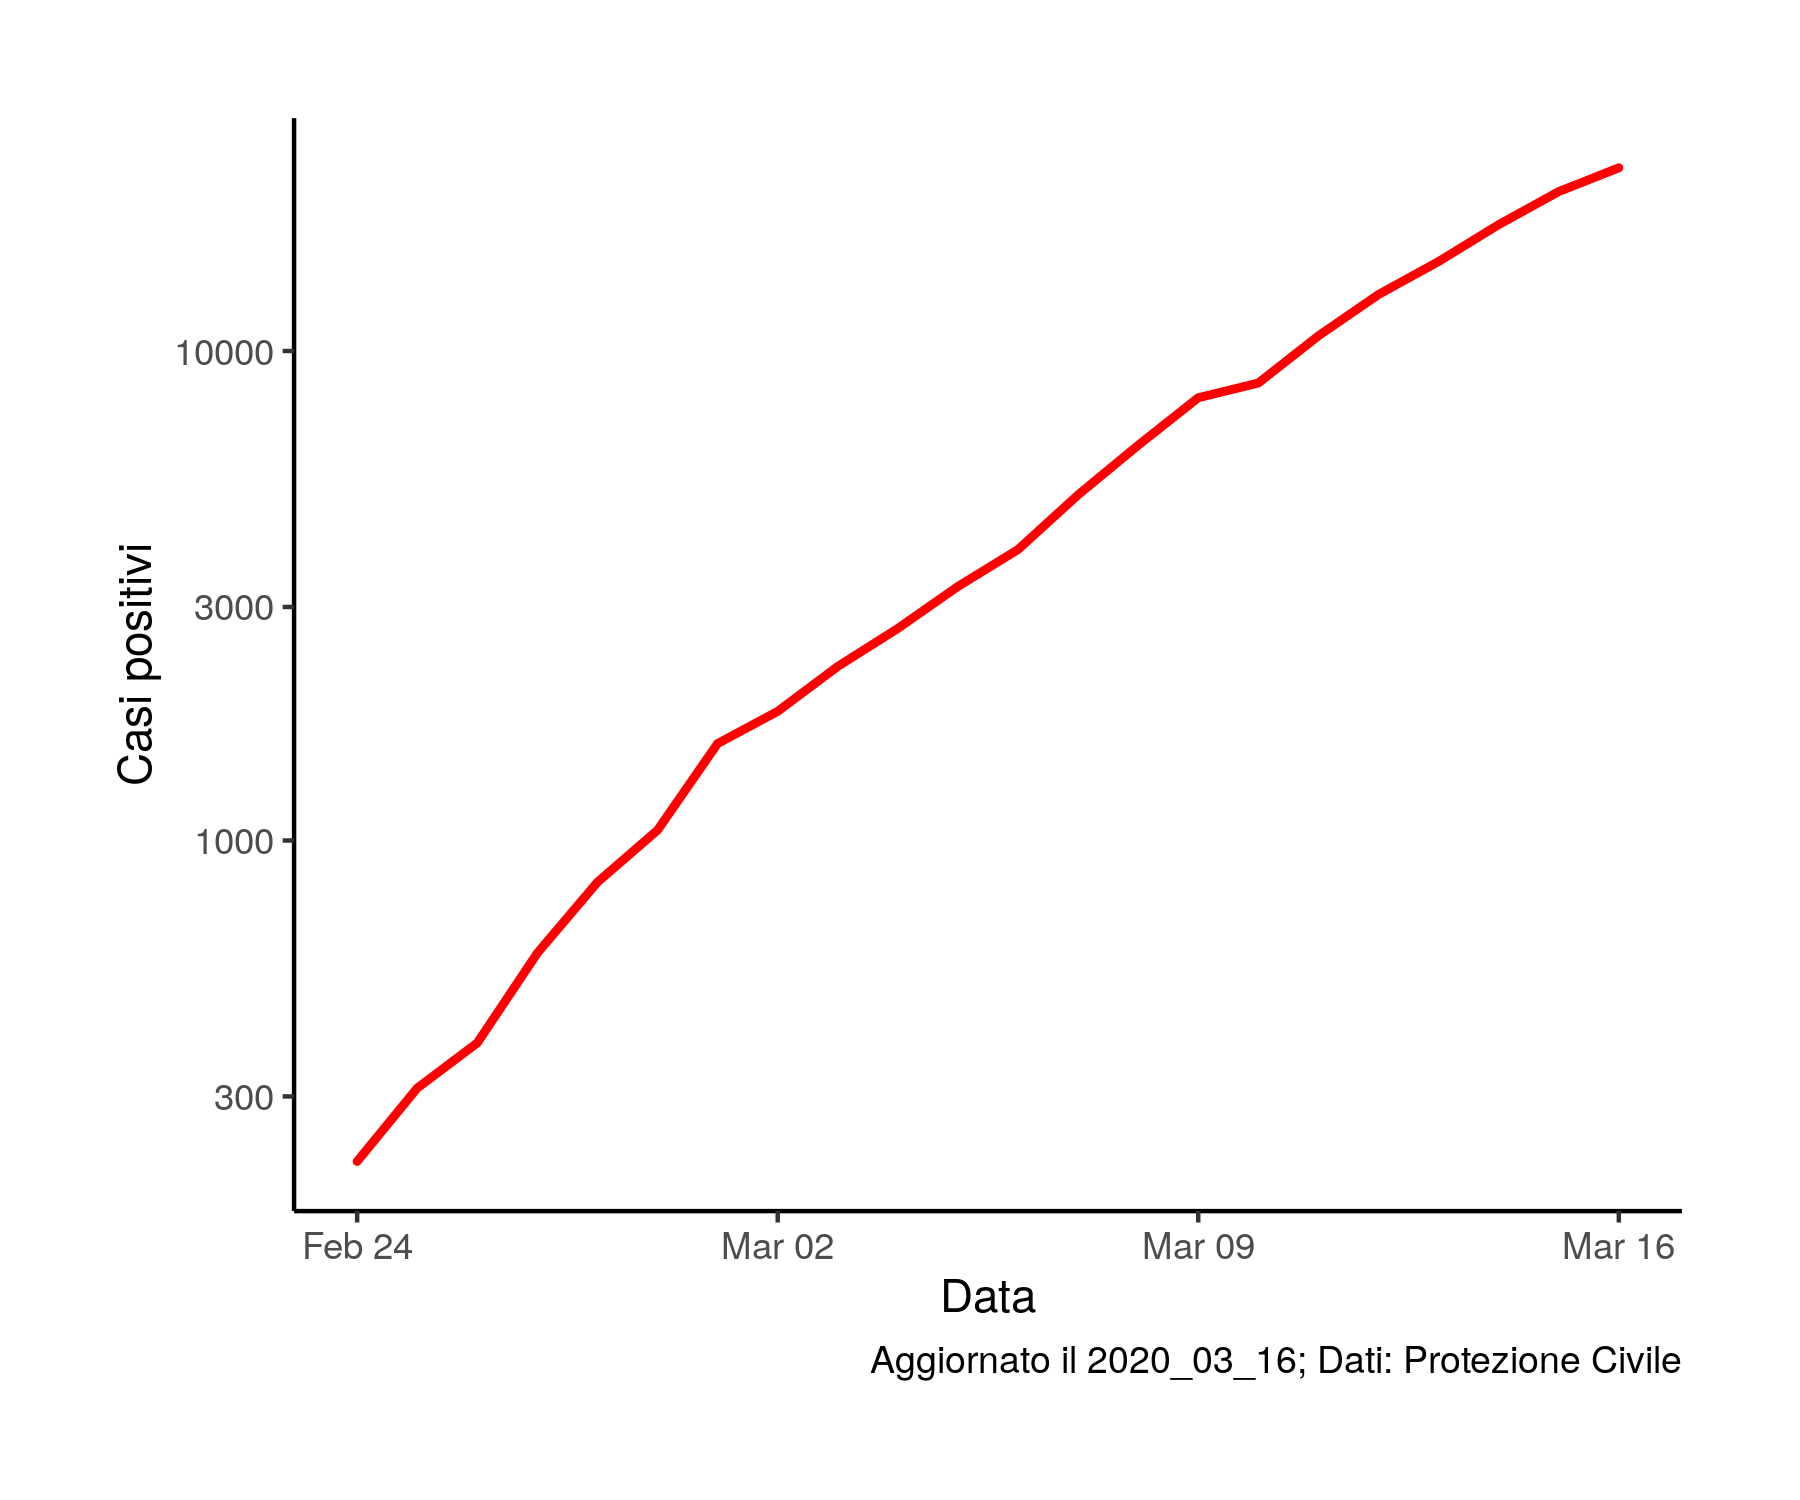 10000
3000
1000
300
Casi positivi
Feb 24 Mar 02 Mar 09 Mar 16
Data
Aggiornato il 2020_03_16; Dati: Protezione Civile